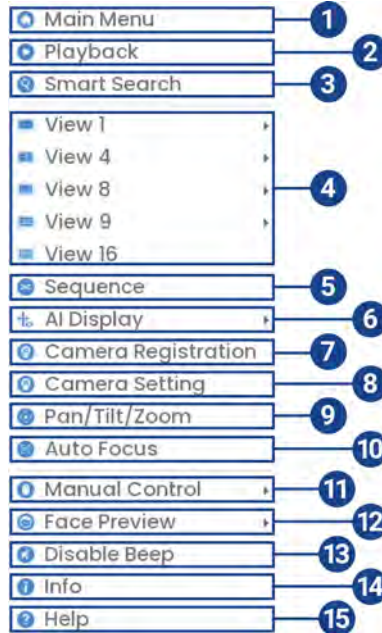 Main Menu 1
Playback 2
Smart Search 3
View 1
View 4
View 8 4
View 9
View 16
Sequence 5
AI Display 6
Camera Registration 7
Camera Setting 8
Pan/Tilt/Zoom 9
Auto Focus 10
Manual Control 11
Face Preview 12
Disable Beep 13
Info 14
Help 15